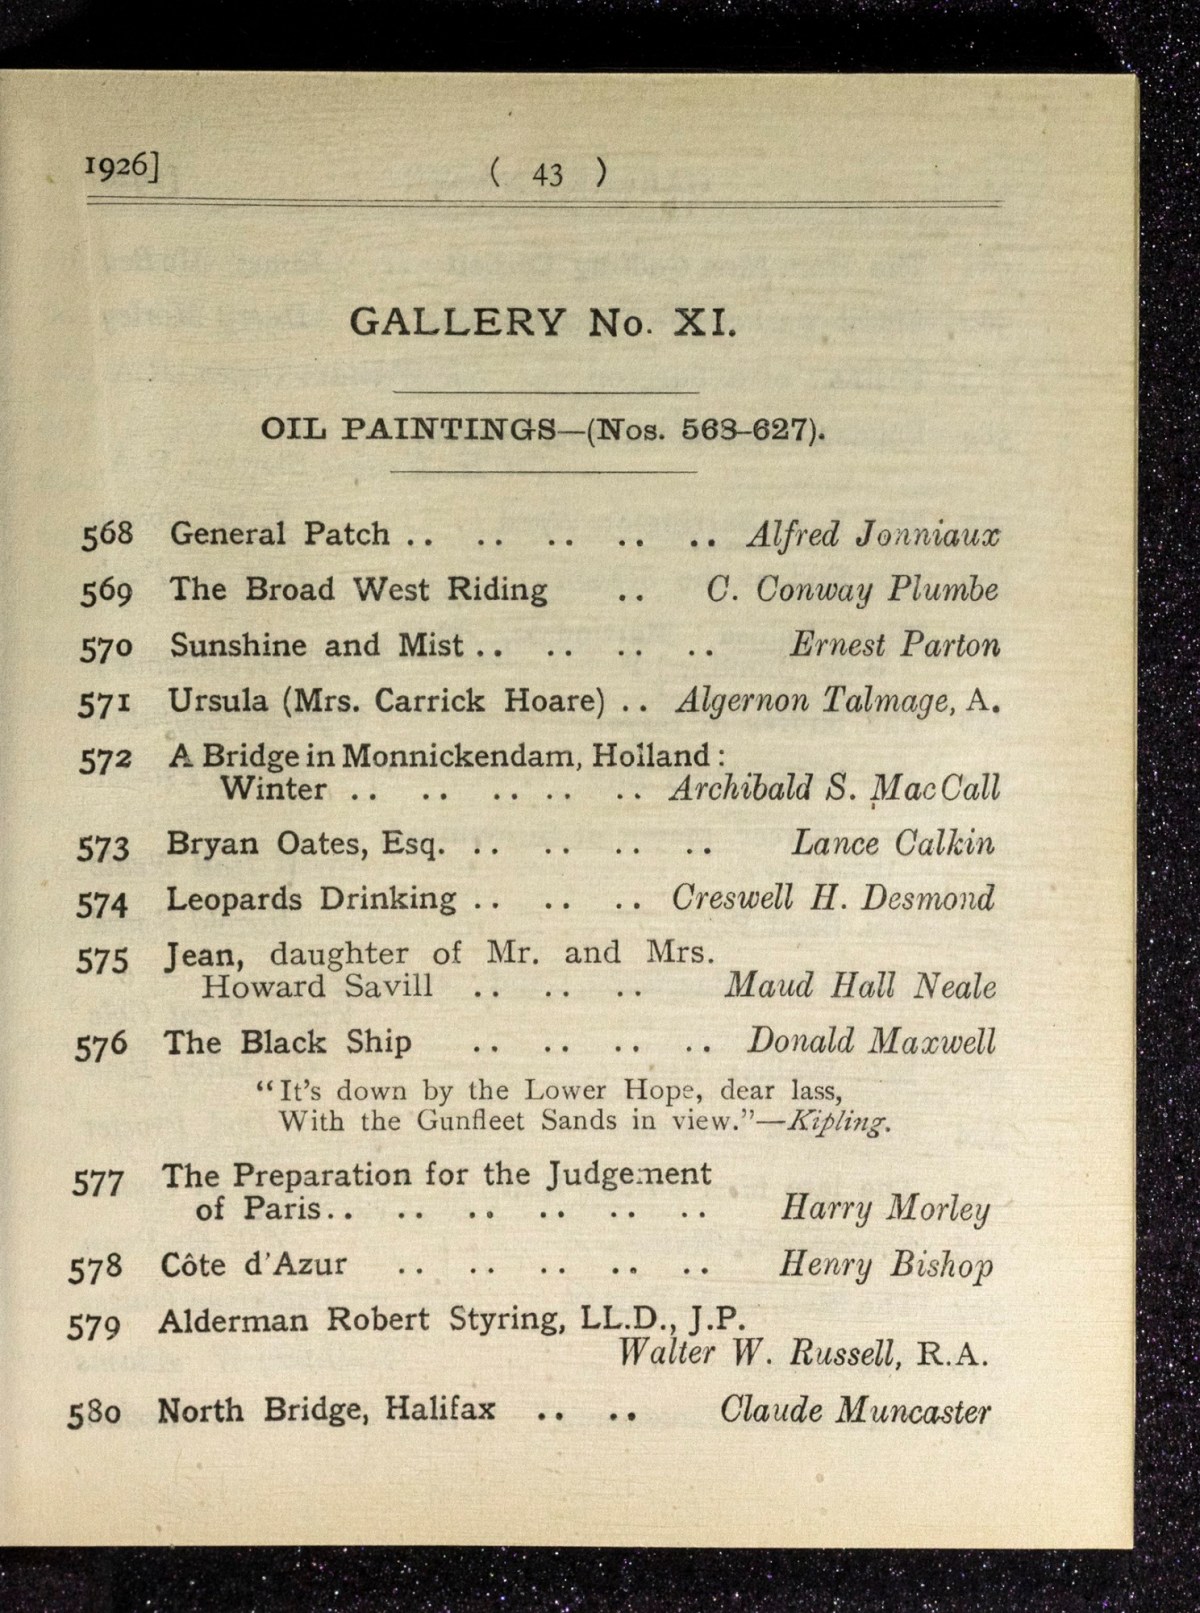 1926] ( 43 )
GALLERY No. XI.
OIL PAINTINGS—(Nos. 568–627).
568 General Patch .. .. .. .. .. Alfred Jonniaux
569 The Broad West Riding .. C. Conway Plumbe
570 Sunshine and Mist .. .. .. .. Ernest Parton
571 Ursula (Mrs. Carrick Hoare) .. Algernon Talmage, A.
572 A Bridge in Monnickendam, Holland :
Winter .. .. .. .. .. Archibald S. MacCall
573 Bryan Oates, Esq. .. .. .. .. Lance Calkin
574 Leopards Drinking .. .. .. Creswell H. Desmond
575 Jean, daughter of Mr. and Mrs.
Howard Savill .. .. .. Maud Hall Neale
576 The Black Ship .. .. .. .. Donald Maxwell
“It’s down by the Lower Hope, dear lass,
With the Gunfleet Sands in view.”—Kipling.
577 The Preparation for the Judgement
of Paris.. .. .. .. .. .. Harry Morley
578 Côte d’Azur .. .. .. .. .. Henry Bishop
579 Alderman Robert Styring, LL.D., J.P.
Walter W. Russell, R.A.
580 North Bridge, Halifax .. .. Claude Muncaster